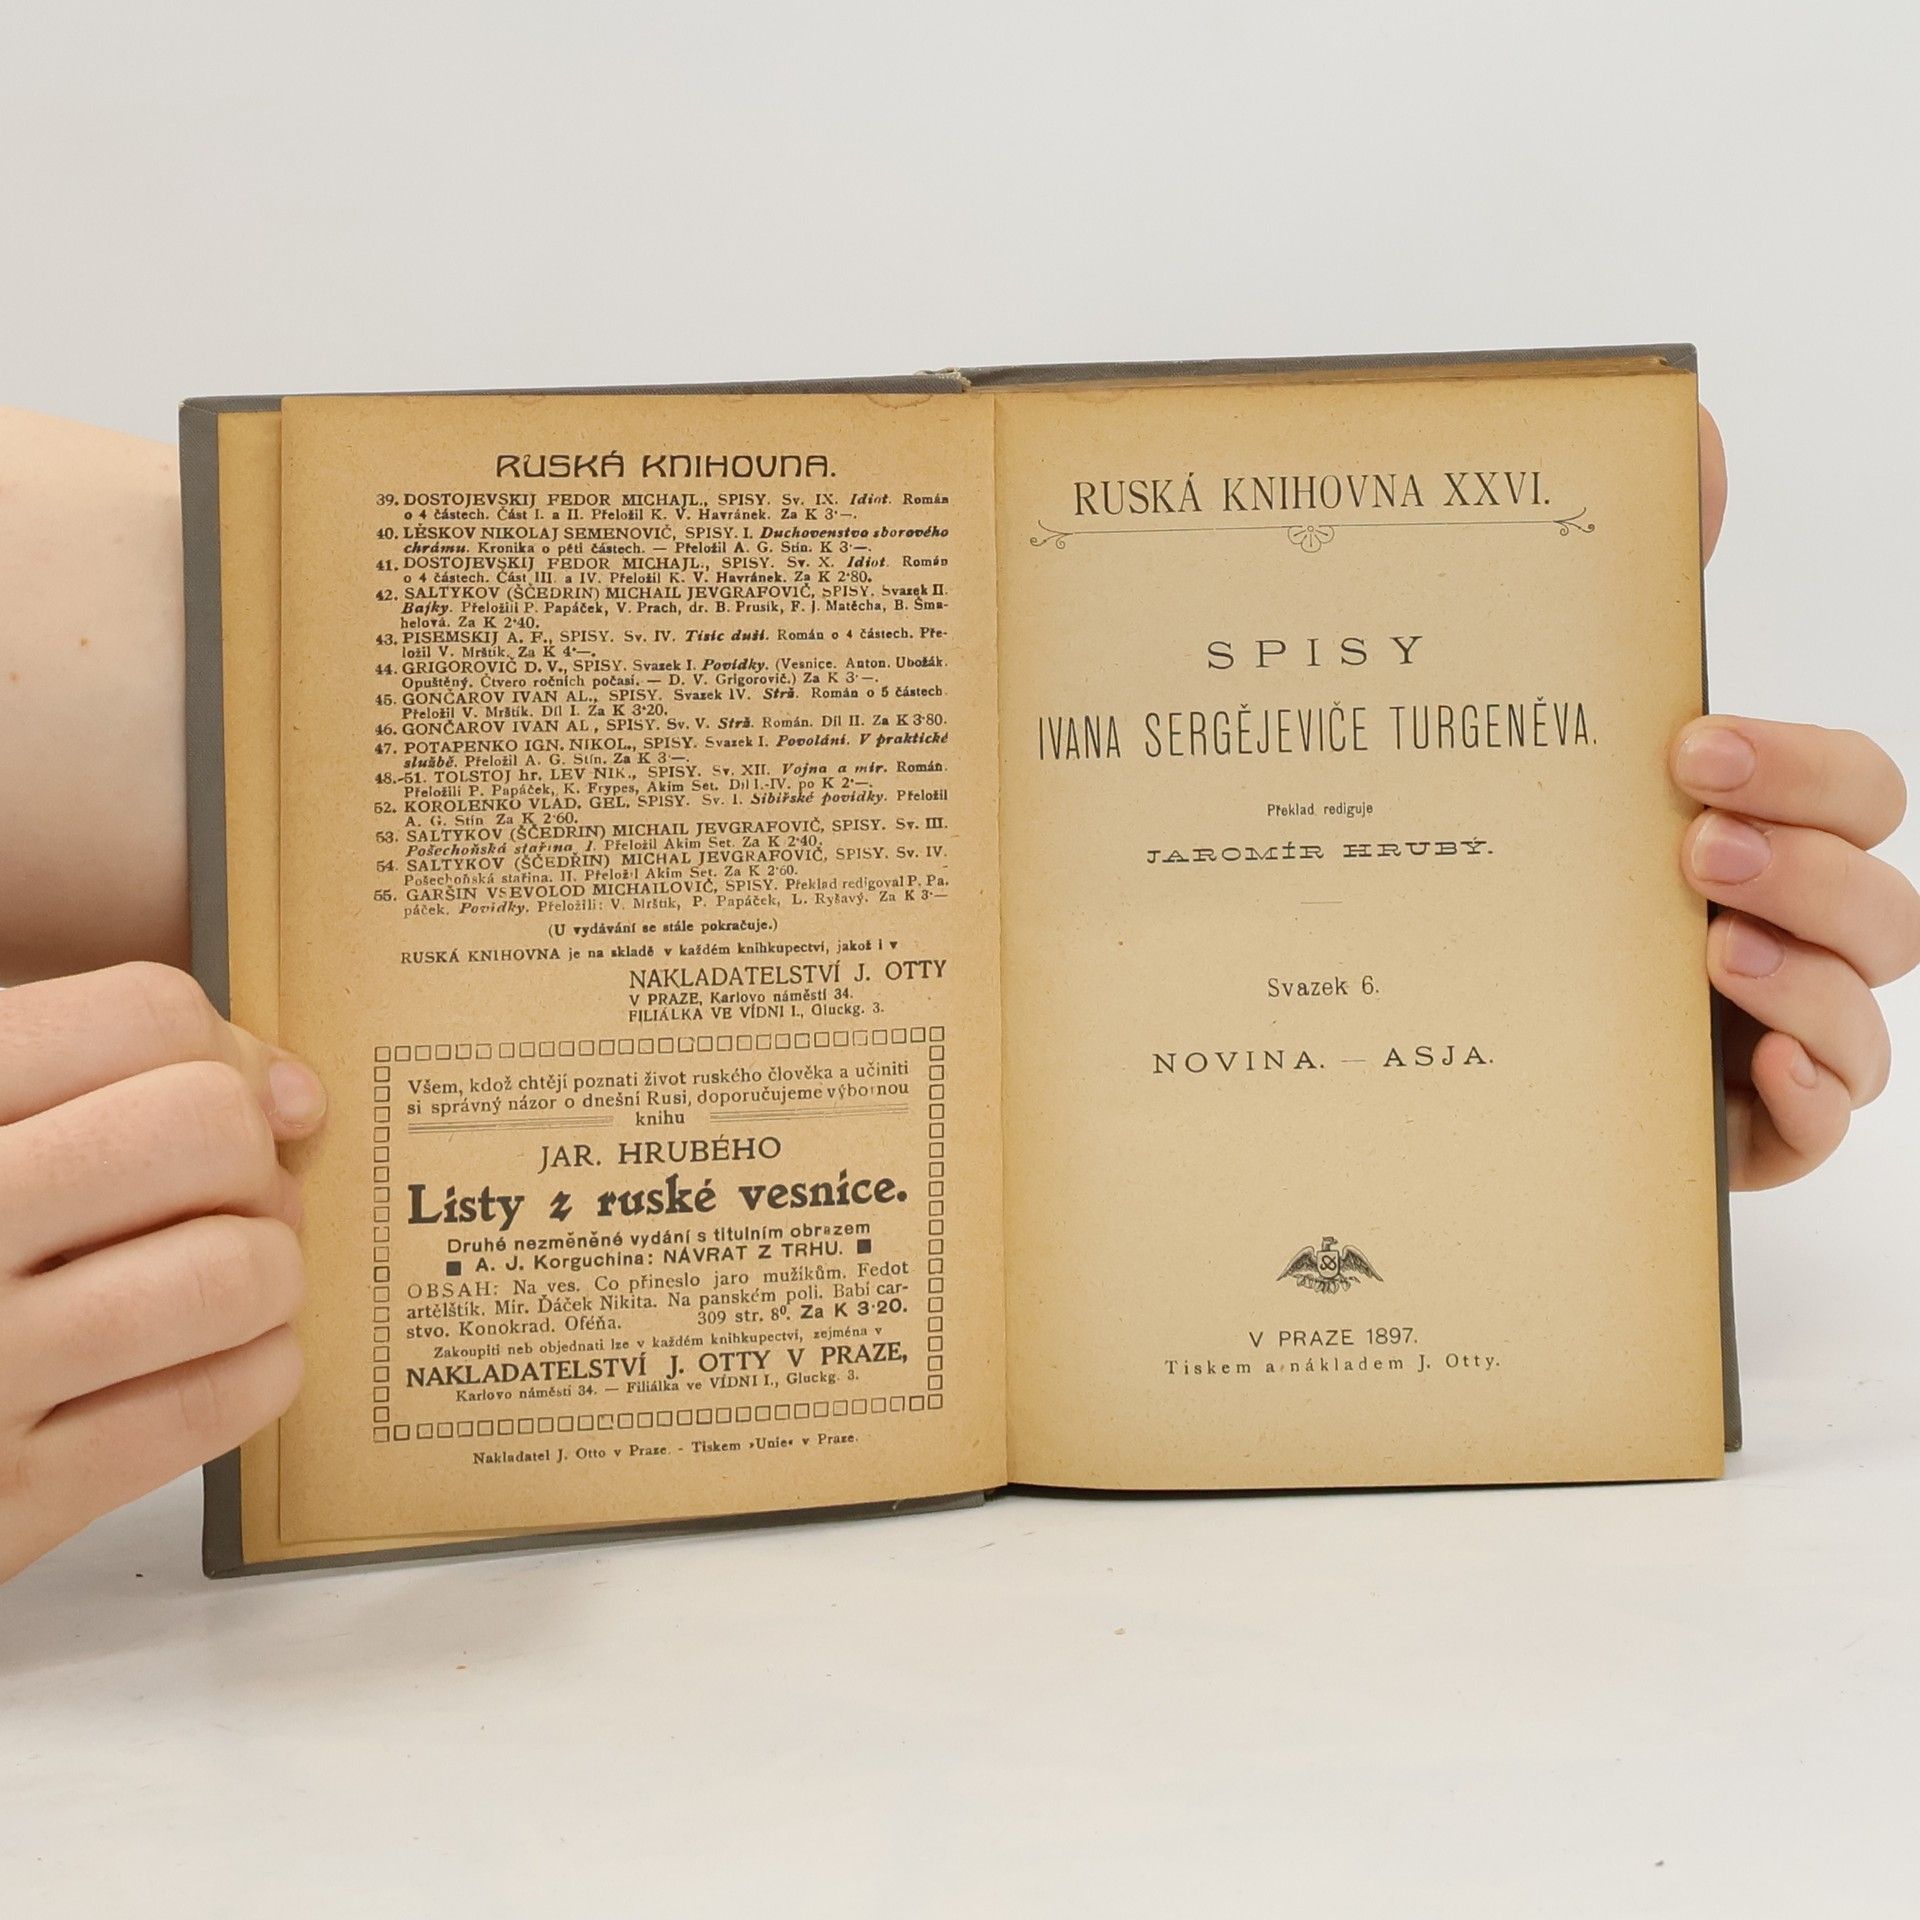 RUSKÁ KNIHOVNA.
39. DOSTOJEVSKIJ FEDOR MICHAJL., SPISY. Sv. IX. Idiot. Román
o 4 částech. Část I. a II. Přeložil K. V. Havránek. Za K 3·—.
40. LĚSKOV NIKOLAJ SEMENOVIČ, SPISY. I. Duchovenstvo sborového
chrámu. Kronika o pěti částech. — Přeložil A. G. Stín. K 3·—.
41. DOSTOJEVSKIJ FEDOR MICHAJL., SPISY. Sv. X. Idiot. Román
o 4 částech. Část III. a IV. Přeložil K. V. Havránek. Za K 2·80.
42. SALTYKOV (ŠČEDRIN) MICHAIL JEVGRAFOVIČ, SPISY. Svazek II.
Bajky. Přeložili P. Papáček, V. Prach, dr. B. Prusík, F. J. Matěcha, B. Šma-
helová. Za K 2·40.
43. PISEMSKIJ A. F., SPISY. Sv. IV. Tisíc duší. Román o 4 částech. Pře-
ložil V. Mrštík. Za K 4·—.
44. GRIGOROVIČ D. V., SPISY. Svazek I. Povídky. (Vesnice. Anton. Ubožák.
Opuštěný. Čtvero ročních počasí. — D. V. Grigorovič.) Za K 3·—.
45. GONČAROV IVAN AL., SPISY. Svazek IV. Strž. Román o 5 částech.
Přeložil V. Mrštík. Díl I. Za K 3·20.
46. GONČAROV IVAN AL, SPISY. Sv. V. Strž. Román. Díl II. Za K 3·80.
47. POTAPENKO IGN. NIKOL., SPISY. Svazek I. Povolání. V praktické
službě. Přeložil A. G. Stín. Za K 3·—.
48.-51. TOLSTOJ hr. LEV NIK., SPISY. Sv. XII. Vojna a mír. Román.
Přeložili P. Papáček, K. Frypes, Akim Set. Díl I.-IV. po K 2·—.
52. KOROLENKO VLAD. GEL, SPISY. Sv. I. Sibiřské povídky. Přeložil
A. G. Stín Za K 2·60.
53. SALTYKOV (ŠČEDRIN) MICHAIL JEVGRAFOVIČ, SPISY. Sv. III.
Pošechoňská stařina. I. Přeložil Akim Set. Za K 2·40.
54. SALTYKOV (ŠČEDŘIN) MICHAL JEVGRAFOVIČ, SPISY. Sv. IV.
Pošechoňská stařina. II. Přeložil Akim Set. Za K 2·60.
55. GARŠIN VSEVOLOD MICHAILOVIČ, SPISY. Překlad redigoval P. Pa.
páček. Povídky. Přeložili: V. Mrštík, P. Papáček, L. Ryšavý. Za K 3·—
(U vydávání se stále pokračuje.)
RUSKÁ KNIHOVNA je na skladě v každém knihkupectví, jakož i v
NAKLADATELSTVÍ J. OTTY
V PRAZE, Karlovo náměstí 34.
FILIÁLKA VE VÍDNI I., Gluckg. 3.
Všem, kdož chtějí poznati život ruského člověka a učiniti
si správný názor o dnešní Rusi, doporučujeme výbornou
knihu
JAR. HRUBÉHO
Listy z ruské vesnice.
Druhé nezměněné vydání s titulním obrazem
A. J. Korguchina: NÁVRAT Z TRHU.
OBSAH: Na ves. Co přineslo jaro mužíkům. Fedot
artělštík. Mir. Ďáček Nikita. Na panském poli. Babí car-
stvo. Konokrad. Oféňa. 309 str. 8⁰. Za K 3·20.
Zakoupiti neb objednati lze v každém knihkupectví, zejména v
NAKLADATELSTVÍ J. OTTY V PRAZE,
Karlovo náměstí 34. — Filiálka ve VÍDNI I., Gluckg. 3.
Nakladatel J. Otto v Praze. - Tiskem »Unie« v Praze.
RUSKÁ KNIHOVNA XXVI.
SPISY
IVANA SERGĚJEVIČE TURGENĚVA.
Překlad rediguje
JAROMÍR HRUBÝ.
Svazek 6.
NOVINA. — ASJA.
V PRAZE 1897.
Tiskem a nákladem J. Otty.